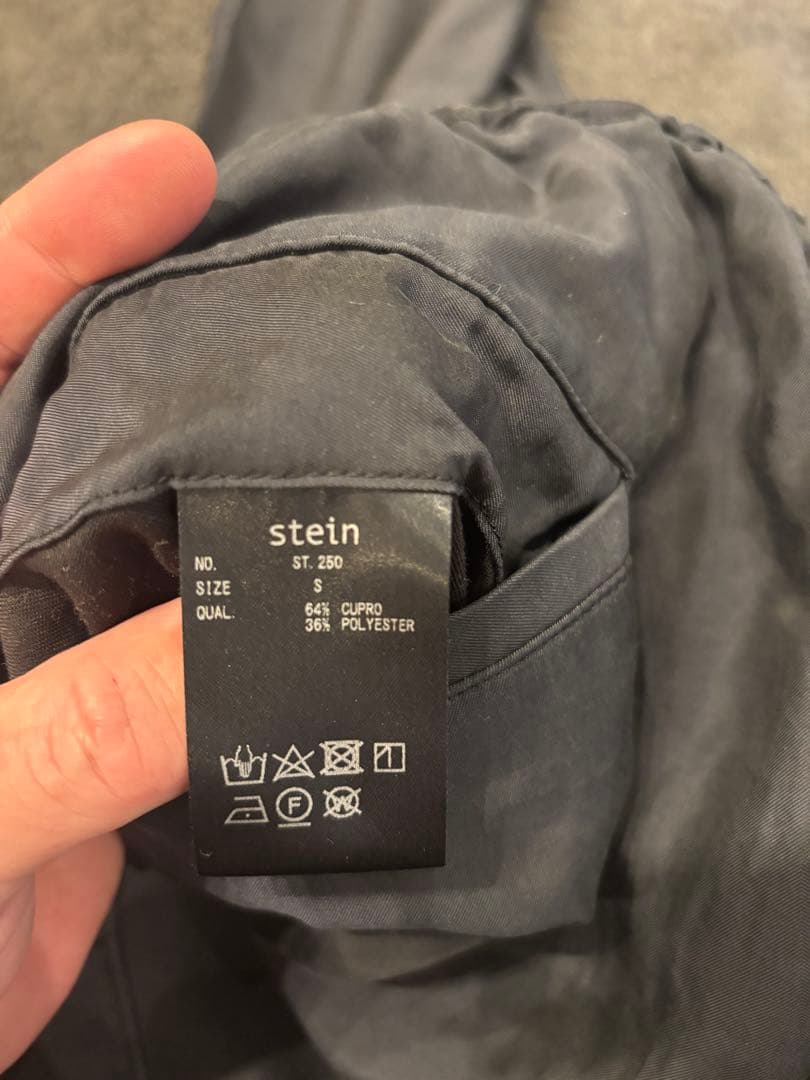 stein
NO. ST. 250
SIZE S
QUAL. 64% CUPRO
36% POLYESTER
F W